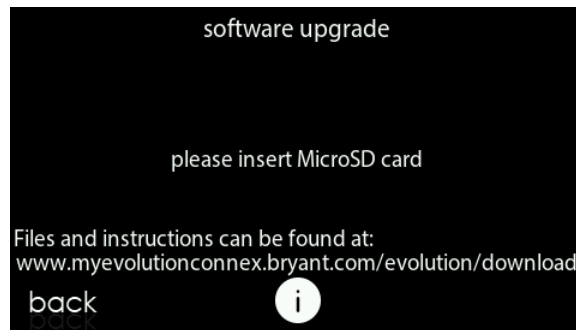 software upgrade
please insert MicroSD card
Files and instructions can be found at:
www.myevolutionconnex.bryant.com/evolution/download
back
i